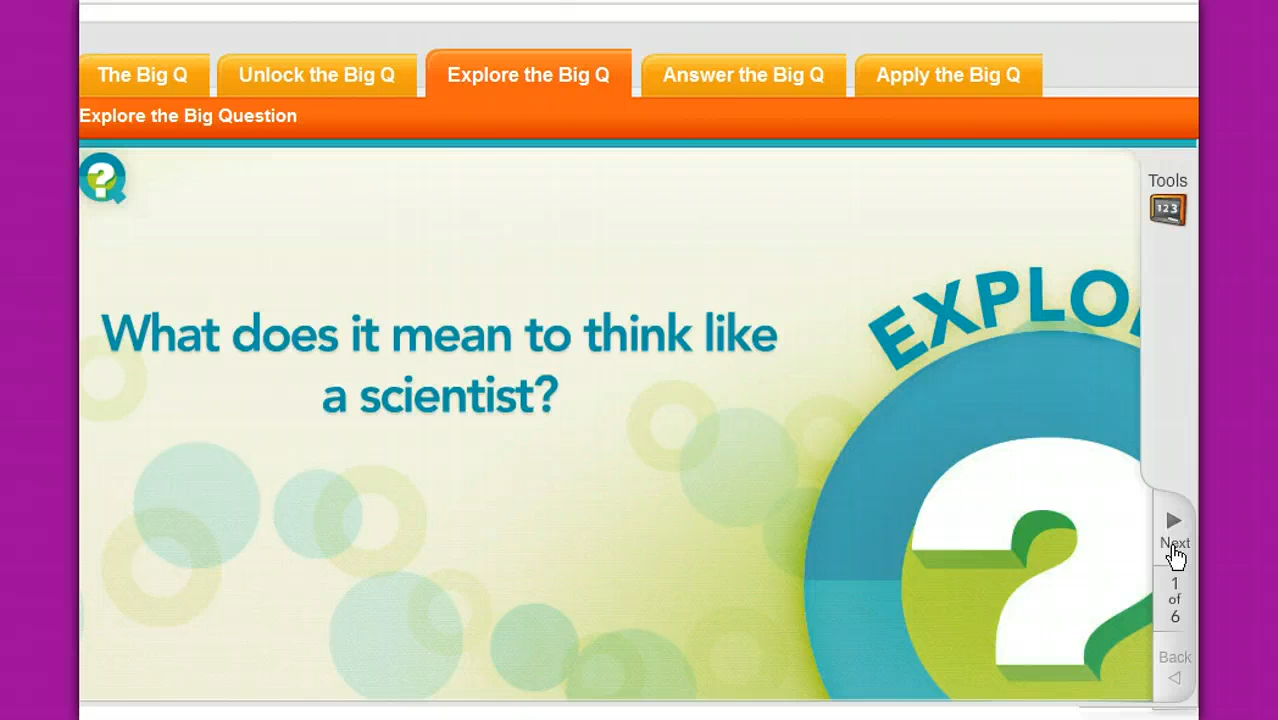 The Big Q
Unlock the Big Q
Explore the Big Q
Answer the Big Q
Apply the Big Q
Explore the Big Question
?
Tools
123
EXPLO
What does it mean to think like
a scientist?
?
Next
1
of
6
Back